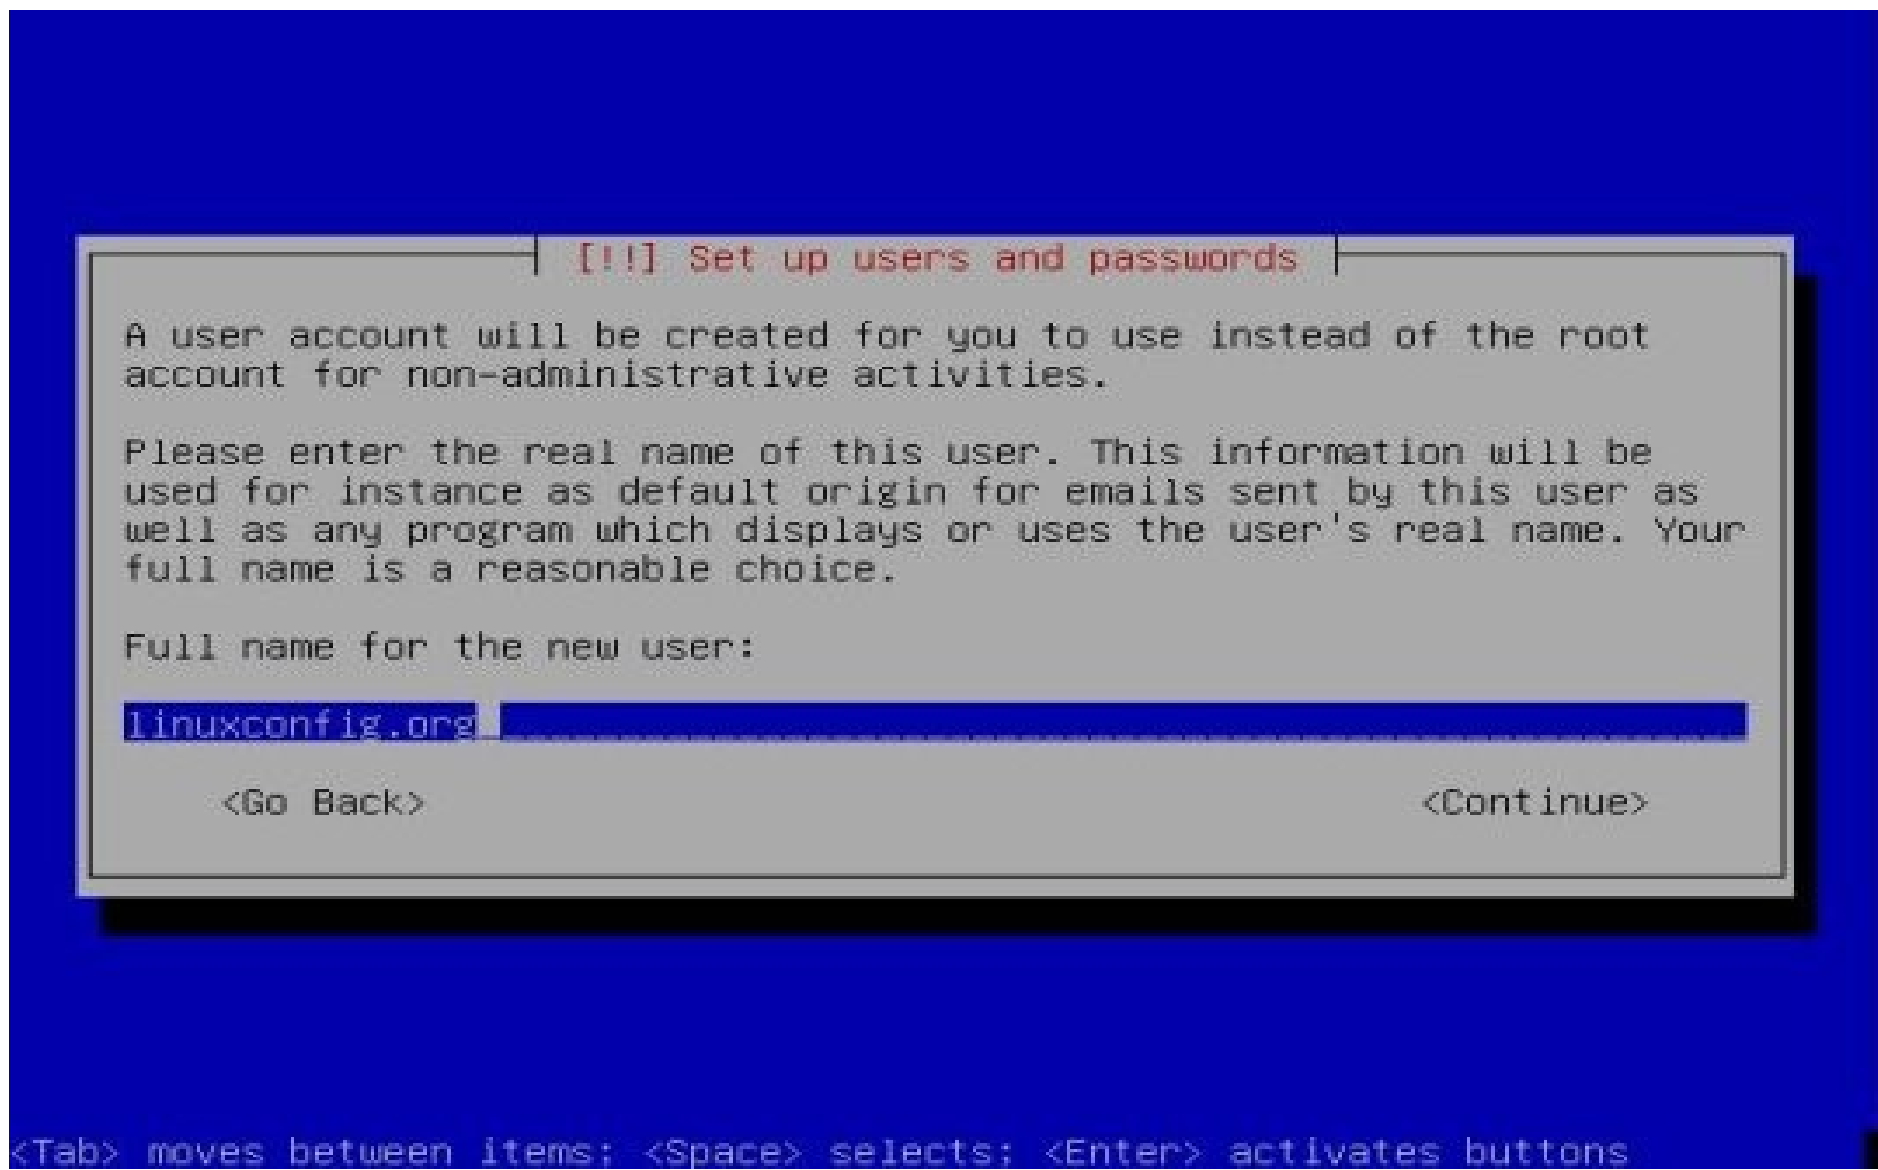 [!!] Set up users and passwords
A user account will be created for you to use instead of the root
account for non-administrative activities.
Please enter the real name of this user. This information will be
used for instance as default origin for emails sent by this user as
well as any program which displays or uses the user's real name. Your
full name is a reasonable choice.
Full name for the new user:
linuxconfig.org
<Go Back> <Continue>
<Tab> moves between items; <Space> selects; <Enter> activates buttons